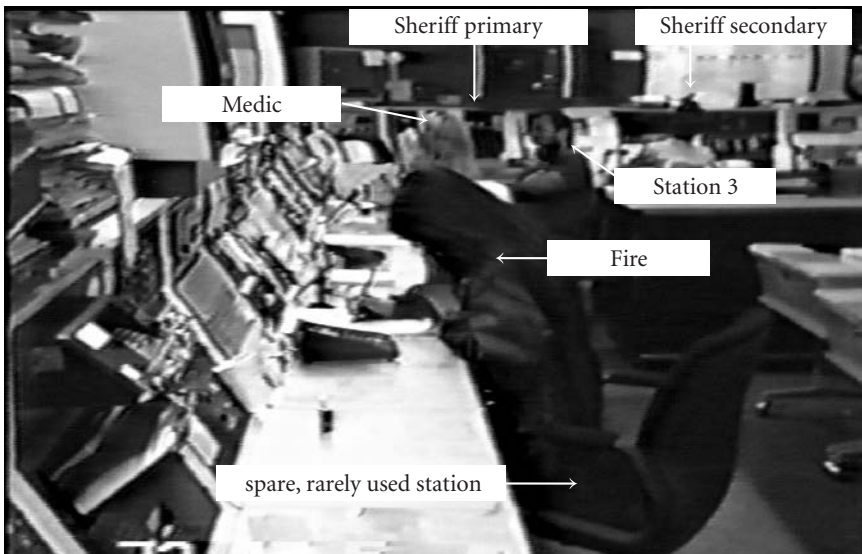 Sheriff primary
Sheriff secondary
Medic
Station 3
Fire
spare, rarely used station